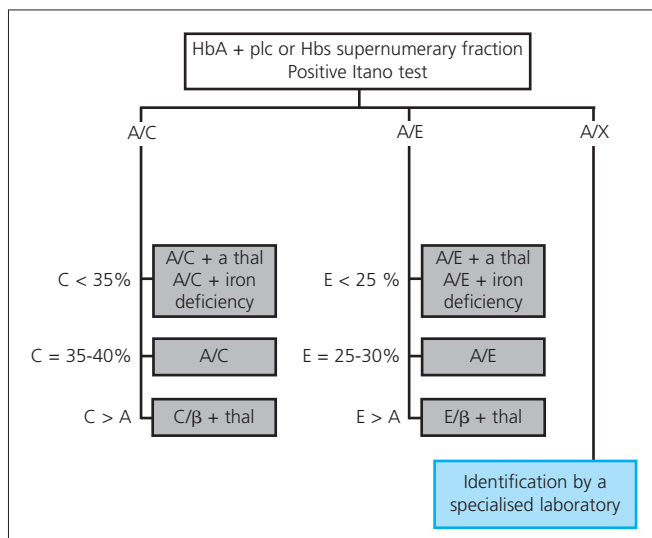 HbA + plc or Hbs supernumerary fraction
Positive Itano test
A/C
A/E
A/X
C < 35%
A/C + a thal
A/C + iron
deficiency
E < 25 %
A/E + a thal
A/E + iron
deficiency
C = 35-40%
A/C
E = 25-30%
A/E
C > A
C/β + thal
E > A
E/β + thal
Identification by a
specialised laboratory